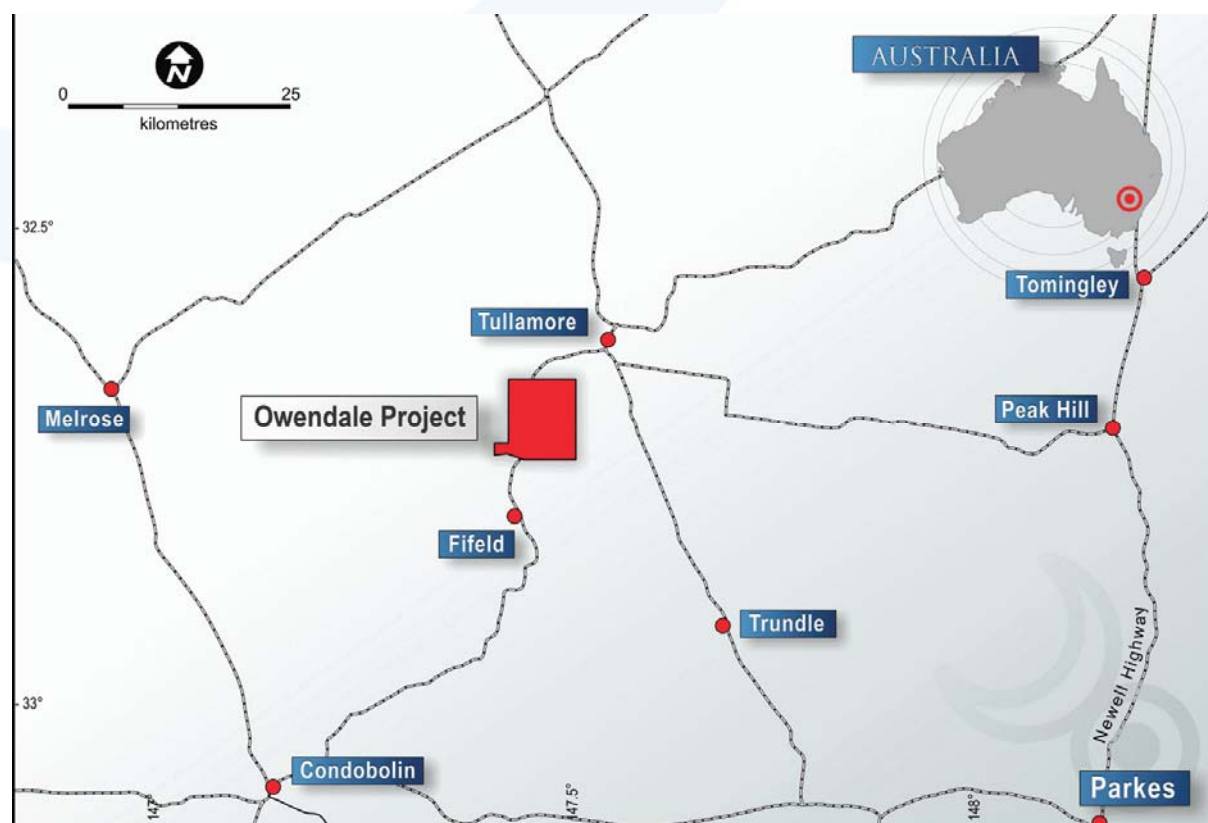 AUSTRALIA
N
0 25
kilometres
32.5°
Tomingley
Tullamore
Melrose
Owendale Project
Peak Hill
Fifeld
Trundle
33°
Newell Highway
Condobolin
Parkes
147°
147.5°
148°